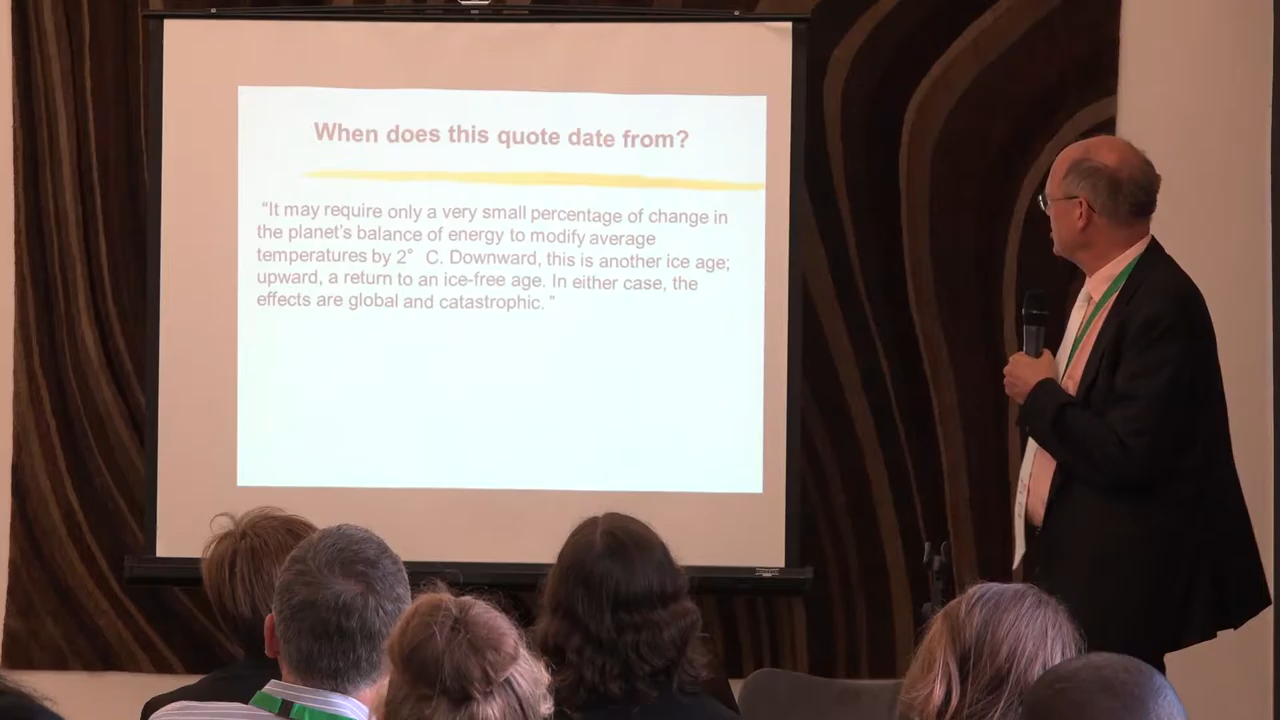 When does this quote date from?
“It may require only a very small percentage of change in
the planet’s balance of energy to modify average
temperatures by 2° C. Downward, this is another ice age;
upward, a return to an ice-free age. In either case, the
effects are global and catastrophic. ”